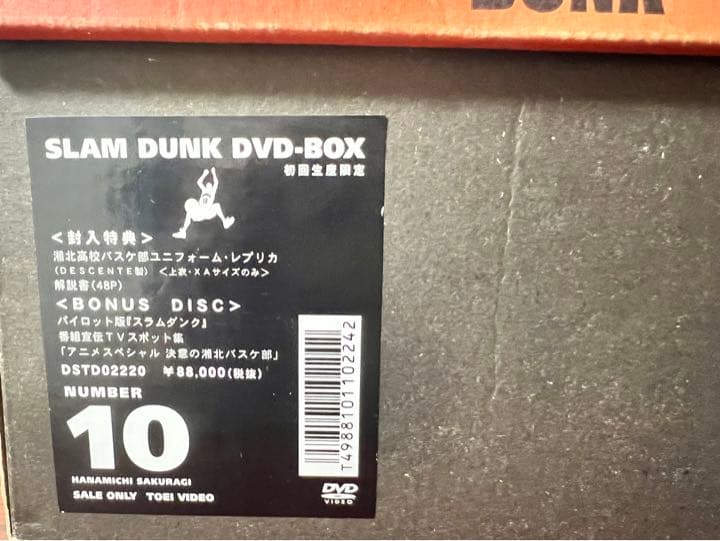 DUNK
SLAM DUNK DVD-BOX
初回生産限定
＜封入特典＞
湘北高校バスケ部ユニフォーム・レプリカ
(DESCENTE製) ＜上衣・XAサイズのみ＞
解説書(48P)
＜BONUS DISC＞
パイロット版『スラムダンク』
番組宣伝TVスポット集
「アニメスペシャル 決意の湘北バスケ部」
DSTD02220 ¥88,000(税抜)
NUMBER
10
HANAMICHI SAKURAGI
SALE ONLY TOEI VIDEO
T4988101102242
DVD
VIDEO